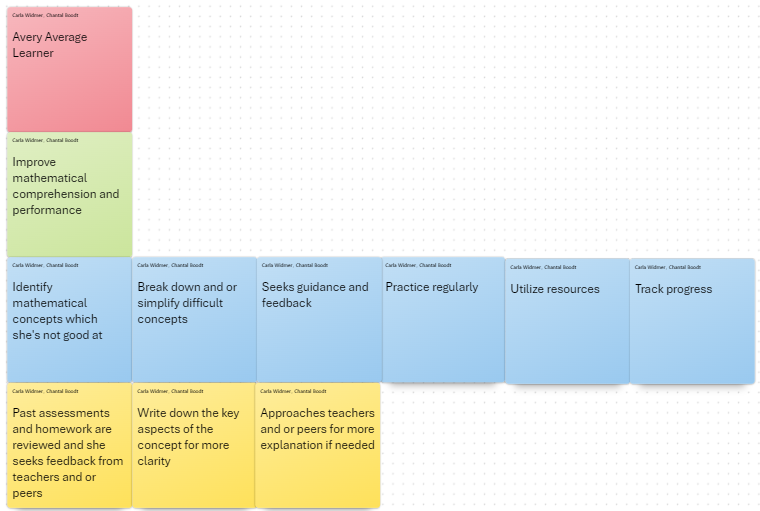 Carla Widmer, Chantal Boodt
Avery Average
Learner
Carla Widmer, Chantal Boodt
Improve
mathematical
comprehension and
performance
Carla Widmer, Chantal Boodt
Identify
mathematical
concepts which
she's not good at
Carla Widmer, Chantal Boodt
Break down and or
simplify difficult
concepts
Carla Widmer, Chantal Boodt
Seeks guidance and
feedback
Carla Widmer, Chantal Boodt
Practice regularly
Carla Widmer, Chantal Boodt
Utilize resources
Carla Widmer, Chantal Boodt
Track progress
Carla Widmer, Chantal Boodt
Past assessments
and homework are
reviewed and she
seeks feedback from
teachers and or
peers
Carla Widmer, Chantal Boodt
Write down the key
aspects of the
concept for more
clarity
Carla Widmer, Chantal Boodt
Approaches teachers
and or peers for more
explanation if needed